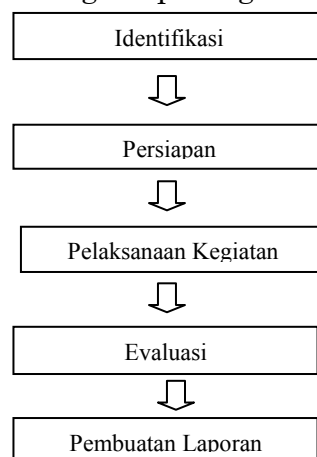 Identifikasi
Persiapan
Pelaksanaan Kegiatan
Evaluasi
Pembuatan Laporan